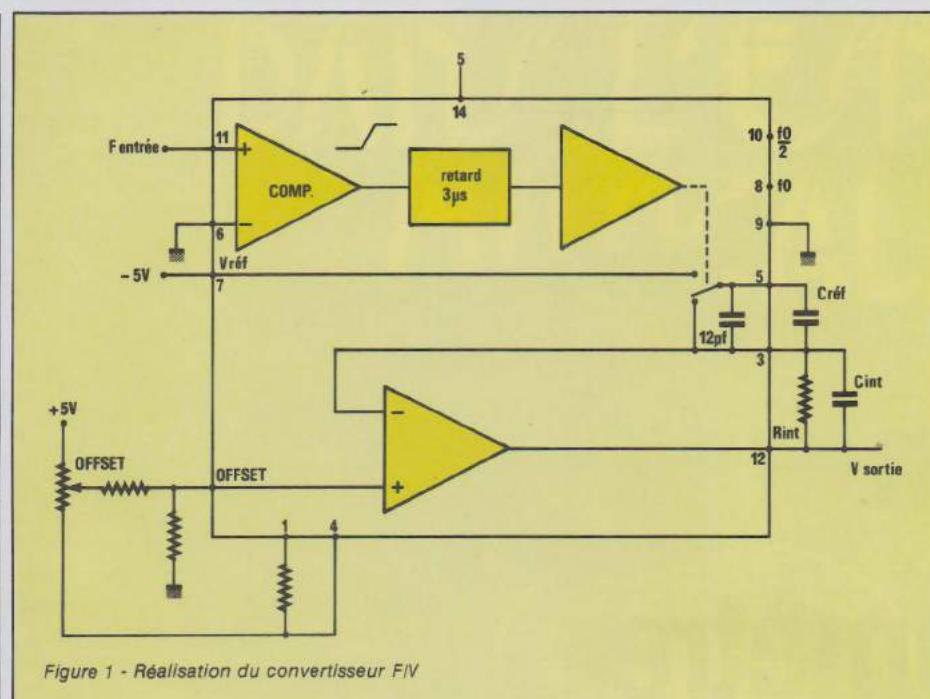 5
14
F entrée
11
+
COMP.
retard
3µs
10
f0
2
8
f0
6
−
9
Vréf
7
− 5V
5
Créf
12pf
3
Cint
Rint
−
+
12
V sortie
+5V
OFFSET
OFFSET
1
4
Figure 1 - Réalisation du convertisseur F/V